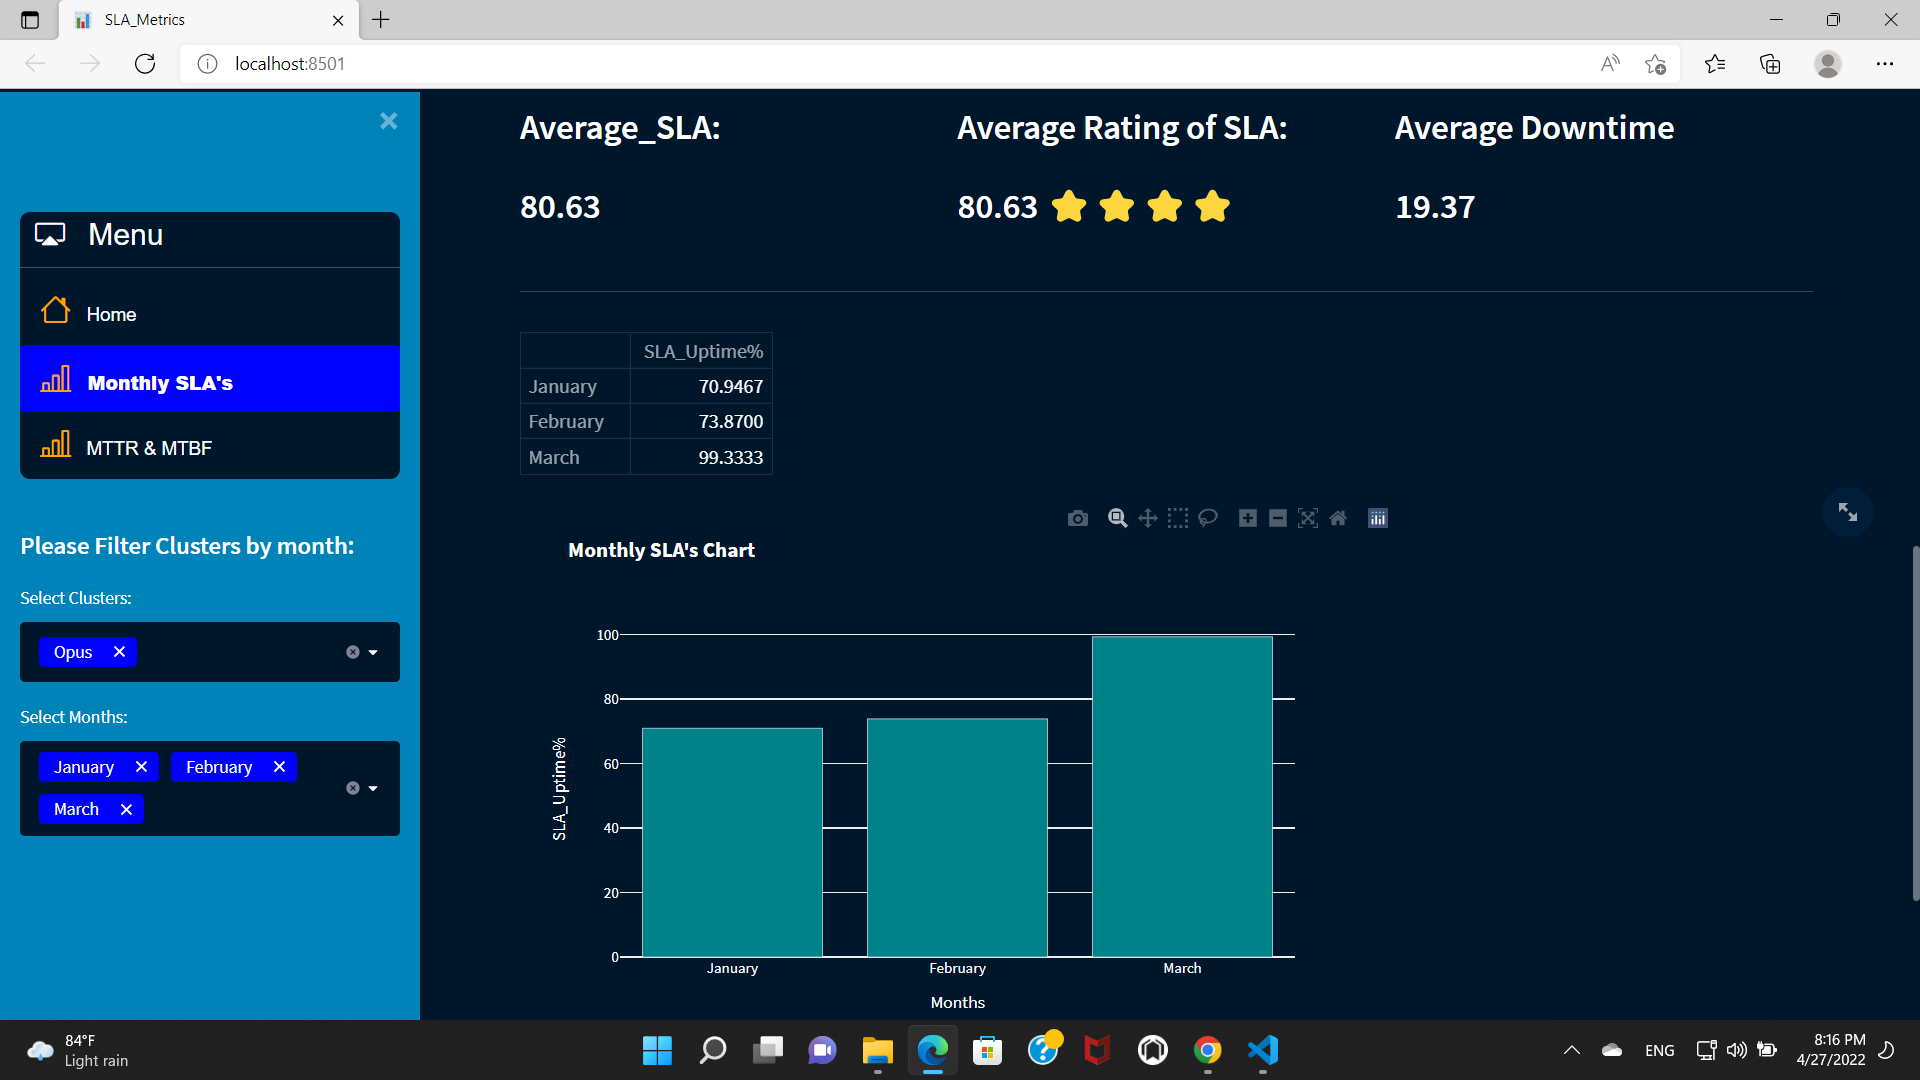 SLA_Metrics
localhost:8501
Menu
Home
Monthly SLA's
MTTR & MTBF
Please Filter Clusters by month:
Select Clusters:
Opus
Select Months:
January February
March
Average_SLA:
80.63
Average Rating of SLA:
80.63
Average Downtime
19.37
SLA_Uptime%
January 70.9467
February 73.8700
March 99.3333
Monthly SLA's Chart
100
80
60
40
20
0
SLA_Uptime%
January February March
Months
84°F
Light rain
ENG
8:16 PM
4/27/2022